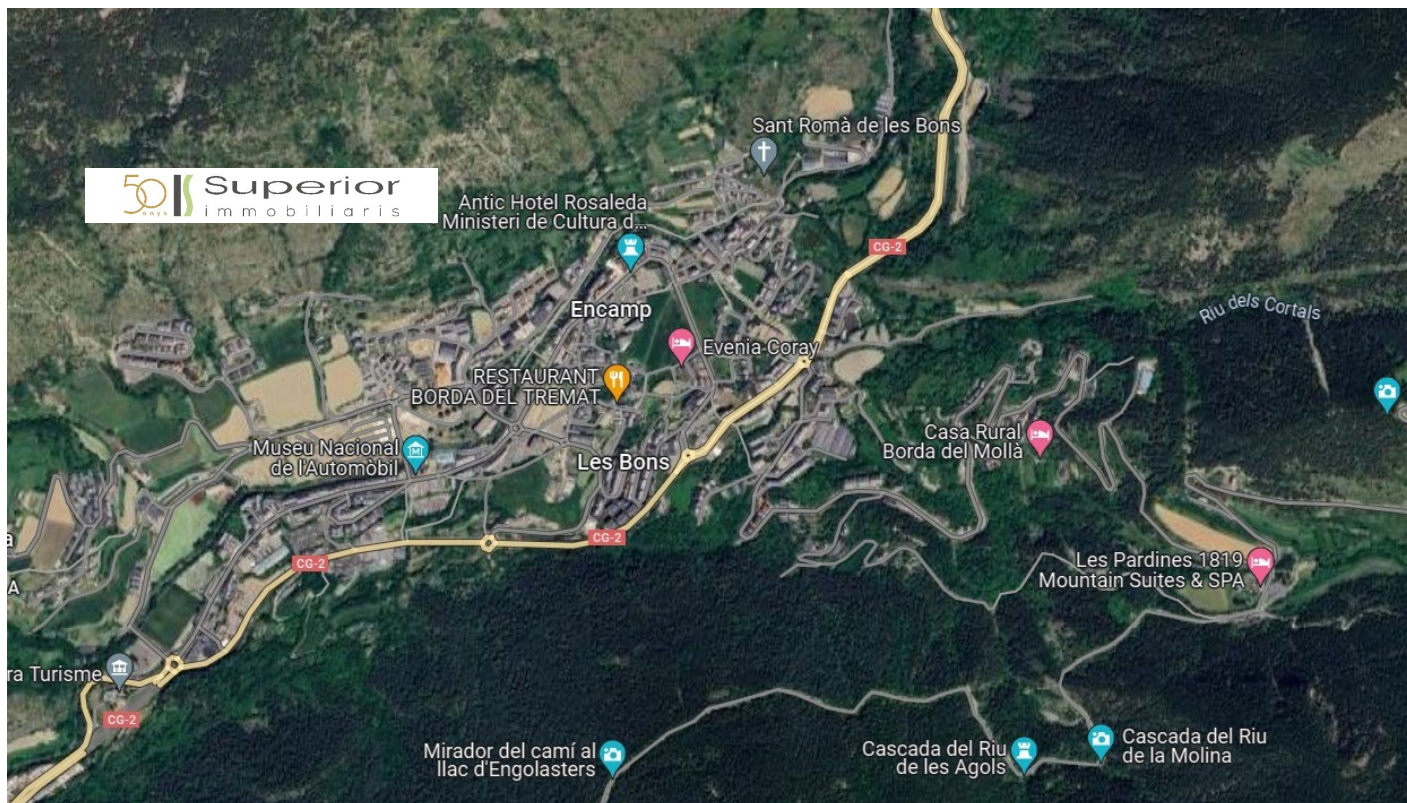 Sant Romà de les Bons
50 anys Superior
immobiliaris
Antic Hotel Rosaleda
Ministeri de Cultura d...
CG-2
Encamp
Riu dels Cortals
Evenia Coray
RESTAURANT
BORDA DEL TREMAT
Casa Rural
Borda del Mollà
Museu Nacional
de l'Automòbil
Les Bons
CG-2
a
CG-2
Les Pardines 1819
Mountain Suites & SPA
A
ra Turisme
CG-2
Mirador del camí al
llac d'Engolasters
Cascada del Riu
de les Agols
Cascada del Riu
de la Molina